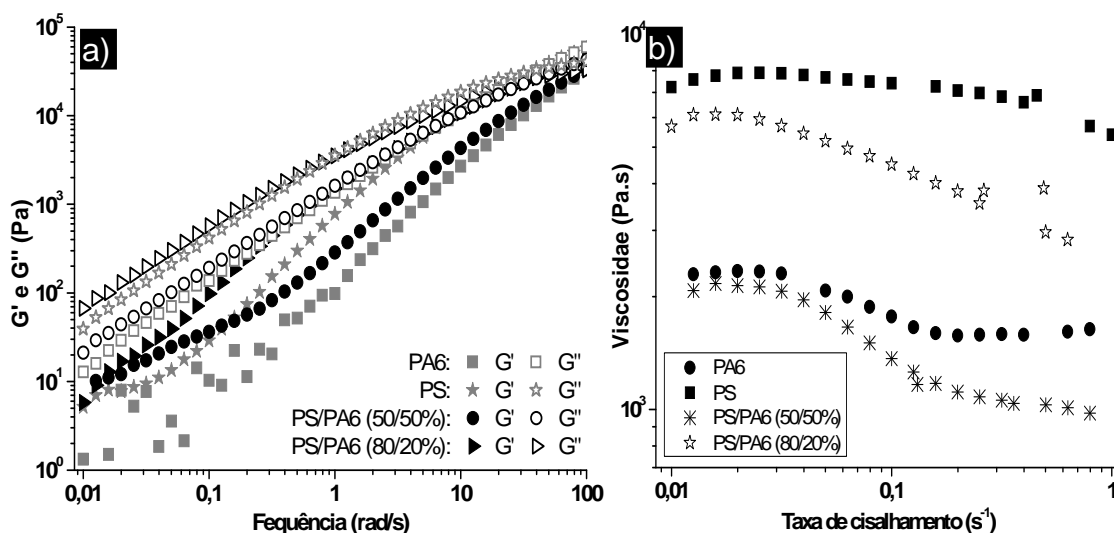 a)
G' e G'' (Pa)
10^5
10^4
10^3
10^2
10^1
10^0
PA6: G' G''
PS: G' G''
PS/PA6 (50/50%): G' G''
PS/PA6 (80/20%): G' G''
0,01 0,1 1 10 100
Fequência (rad/s)
b)
Viscosidae (Pa.s)
10^4
10^3
PA6
PS
PS/PA6 (50/50%)
PS/PA6 (80/20%)
0,01 0,1 1
Taxa de cisalhamento (s^-1)